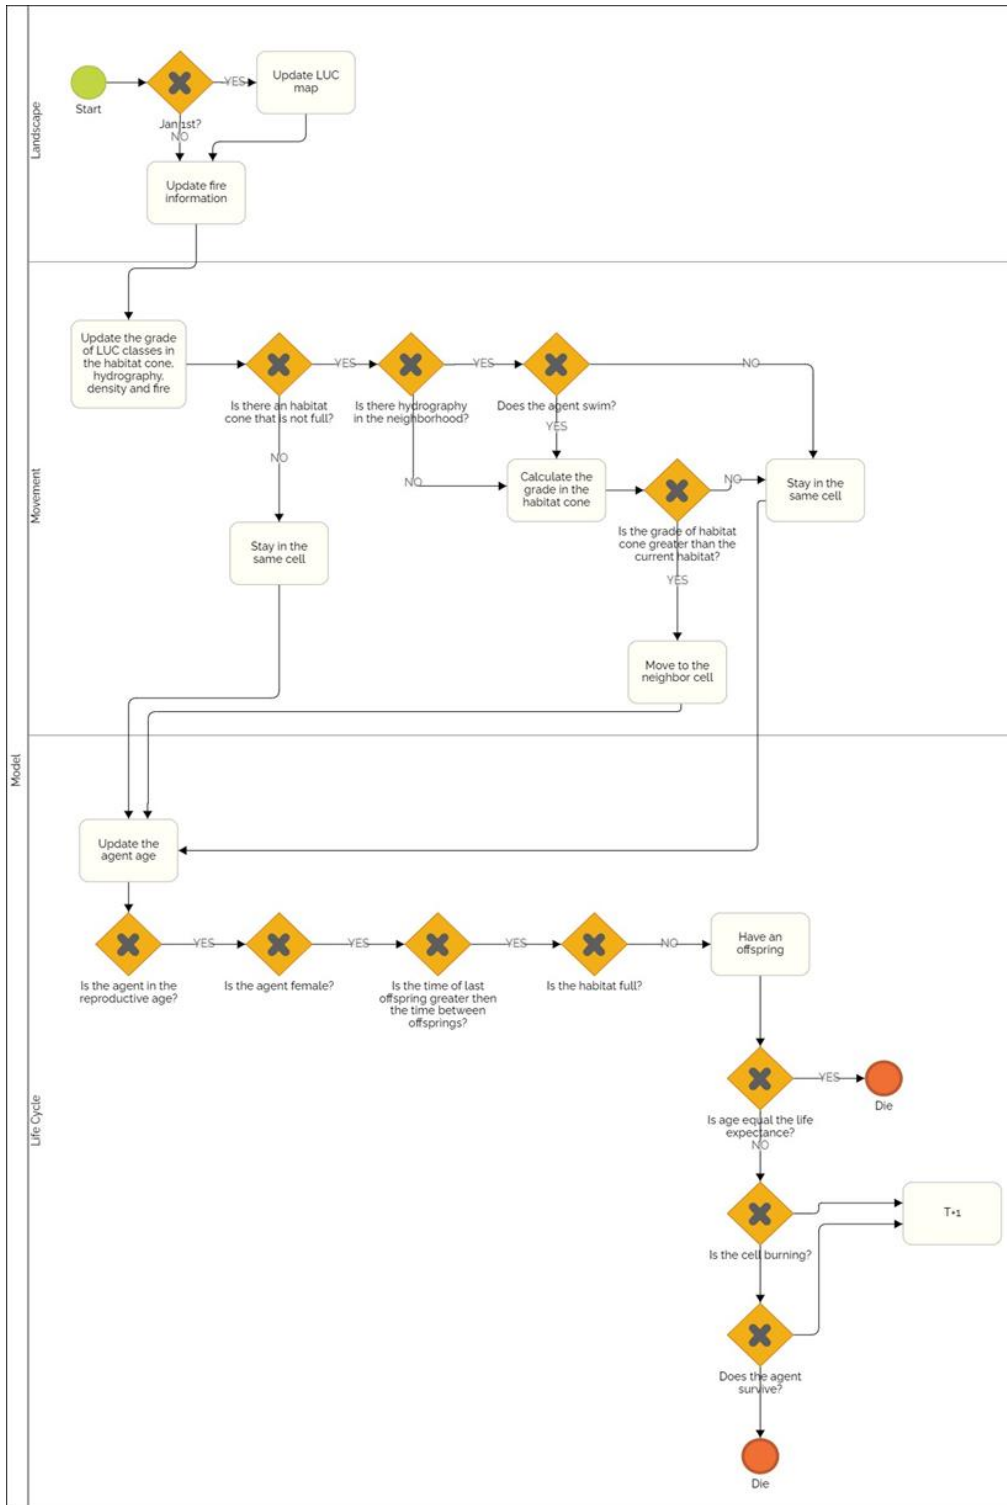 Model
Landscape
Start
Jan 1st?
YES
NO
Update LUC
map
Update fire
information
Movement
Update the grade
of LUC classes in
the habitat cone,
hydrography,
density and fire
Is there an habitat
cone that is not full?
YES
NO
Is there hydrography
in the neighborhood?
YES
NO
Does the agent swim?
YES
NO
Calculate the
grade in the
habitat cone
Is the grade of habitat
cone greater than the
current habitat?
NO
YES
Stay in the
same cell
Stay in the
same cell
Move to the
neighbor cell
Life Cycle
Update the
agent age
Is the agent in the
reproductive age?
YES
Is the agent female?
YES
Is the time of last
offspring greater then
the time between
offsprings?
YES
Is the habitat full?
NO
Have an
offspring
Is age equal the life
expectance?
YES
Die
NO
Is the cell burning?
T+1
Does the agent
survive?
Die